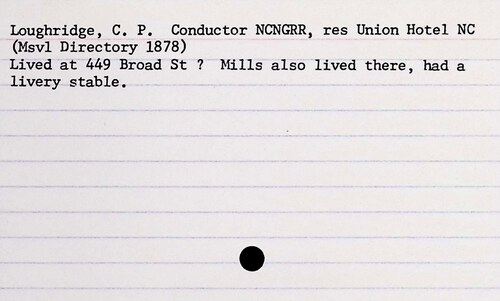 Loughridge, C. P.  Conductor NCNGRR, res Union Hotel NC
(Msvl Directory 1878)
Lived at 449 Broad St ?  Mills also lived there, had a
livery stable.